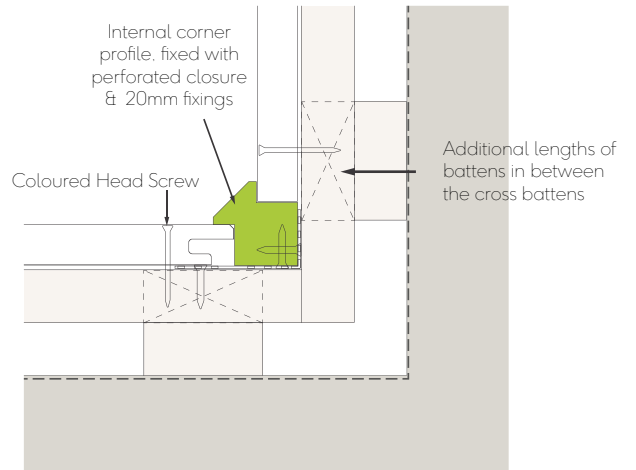 Internal corner
profile, fixed with
perforated closure
& 20mm fixings
Coloured Head Screw
Additional lengths of
battens in between
the cross battens